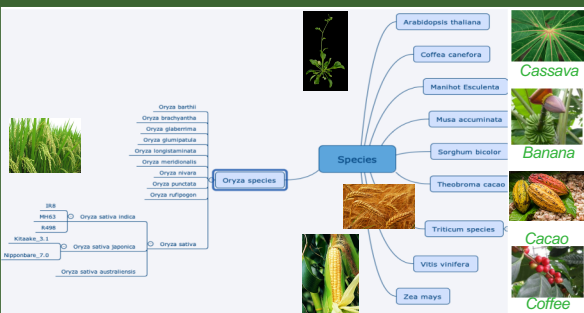 Arabidopsis thaliana
Coffea canefora
Manihot Esculenta
Musa accuminata
Sorghum bicolor
Theobroma cacao
Triticum species
Vitis vinifera
Zea mays
Species
Oryza species
Oryza barthii
Oryza brachyantha
Oryza glaberrima
Oryza glumipatula
Oryza longistaminata
Oryza meridionalis
Oryza nivara
Oryza punctata
Oryza rufipogon
Oryza sativa
Oryza sativa indica
IR8
MH63
R498
Oryza sativa japonica
Kitaake_3.1
Nipponbare_7.0
Oryza sativa australiensis
Cassava
Banana
Cacao
Coffee